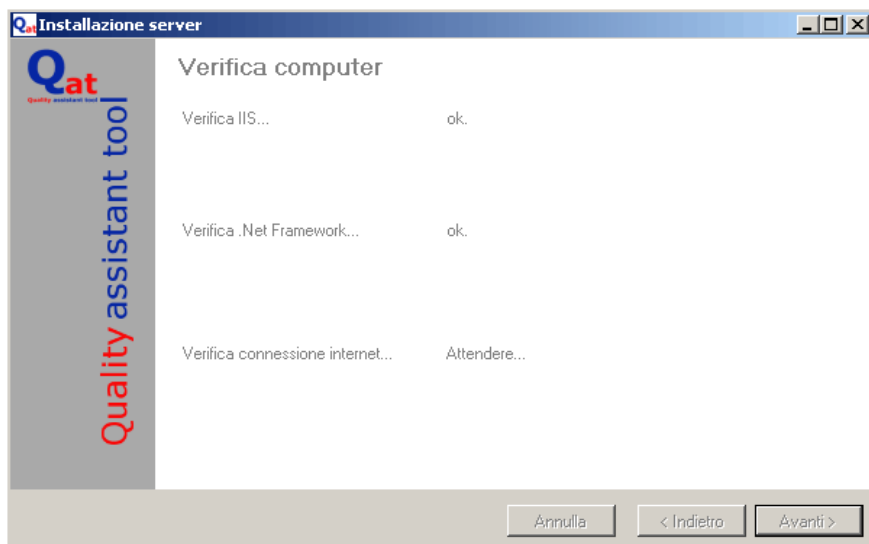 Qat Installazione server
Qat
Quality assistant tool
Quality assistant tool
Verifica computer
Verifica IIS... ok.
Verifica .Net Framework... ok.
Verifica connessione internet... Attendere...
Annulla < Indietro Avanti >